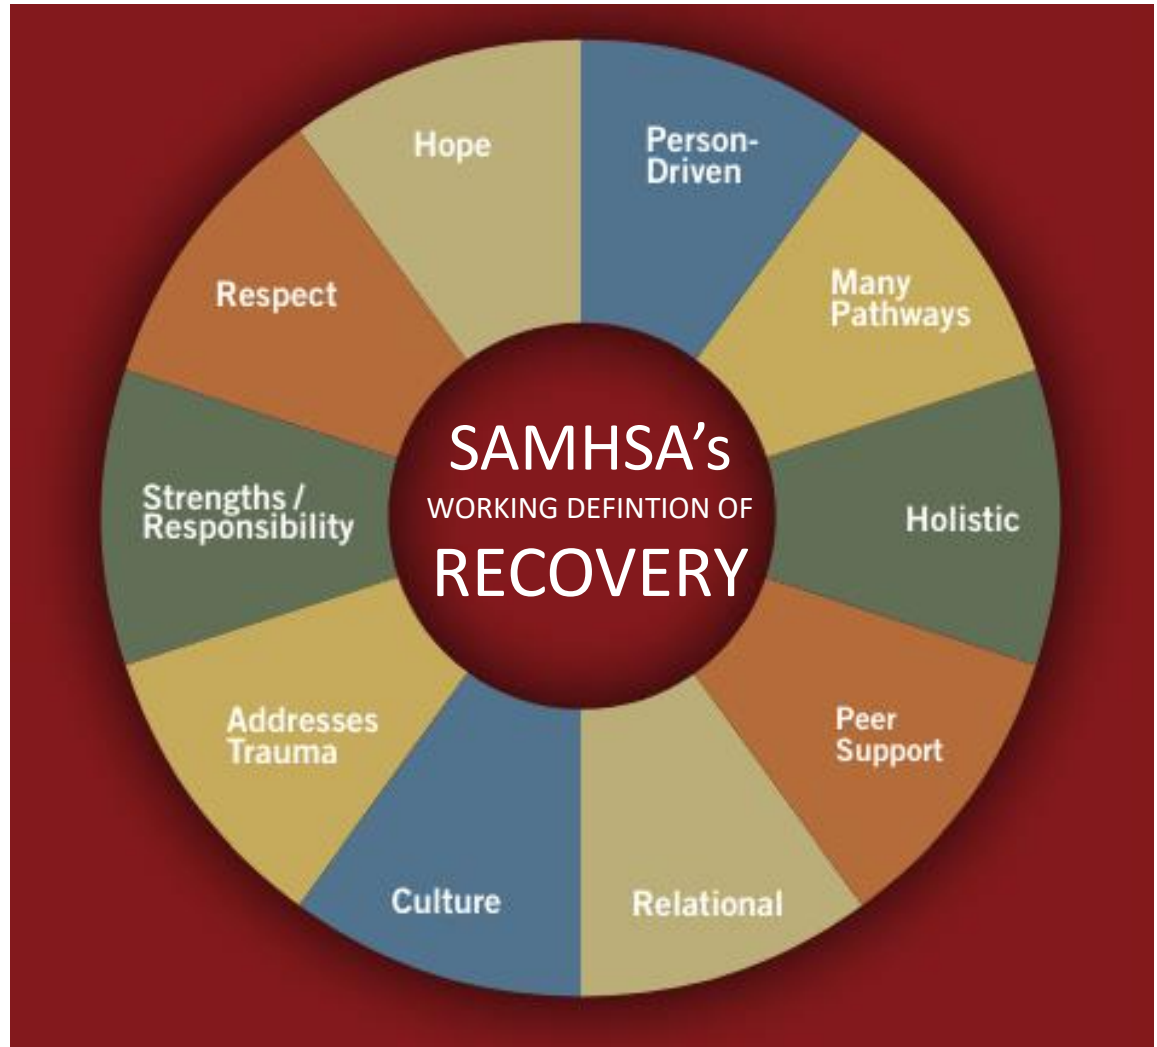 Hope
Person-
Driven
Many
Pathways
Holistic
Peer
Support
Relational
Culture
Addresses
Trauma
Strengths /
Responsibility
Respect
SAMHSA’s
WORKING DEFINTION OF
RECOVERY